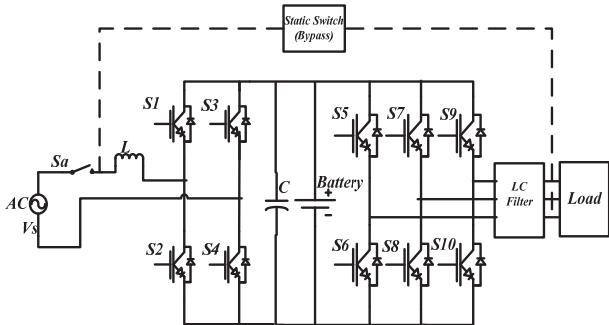 Static Switch
(Bypass)
S1
S3
S5
S7
S9
Sa
L
C
Battery
+
-
AC
Vs
LC
Filter
Load
S2
S4
S6
S8
S10